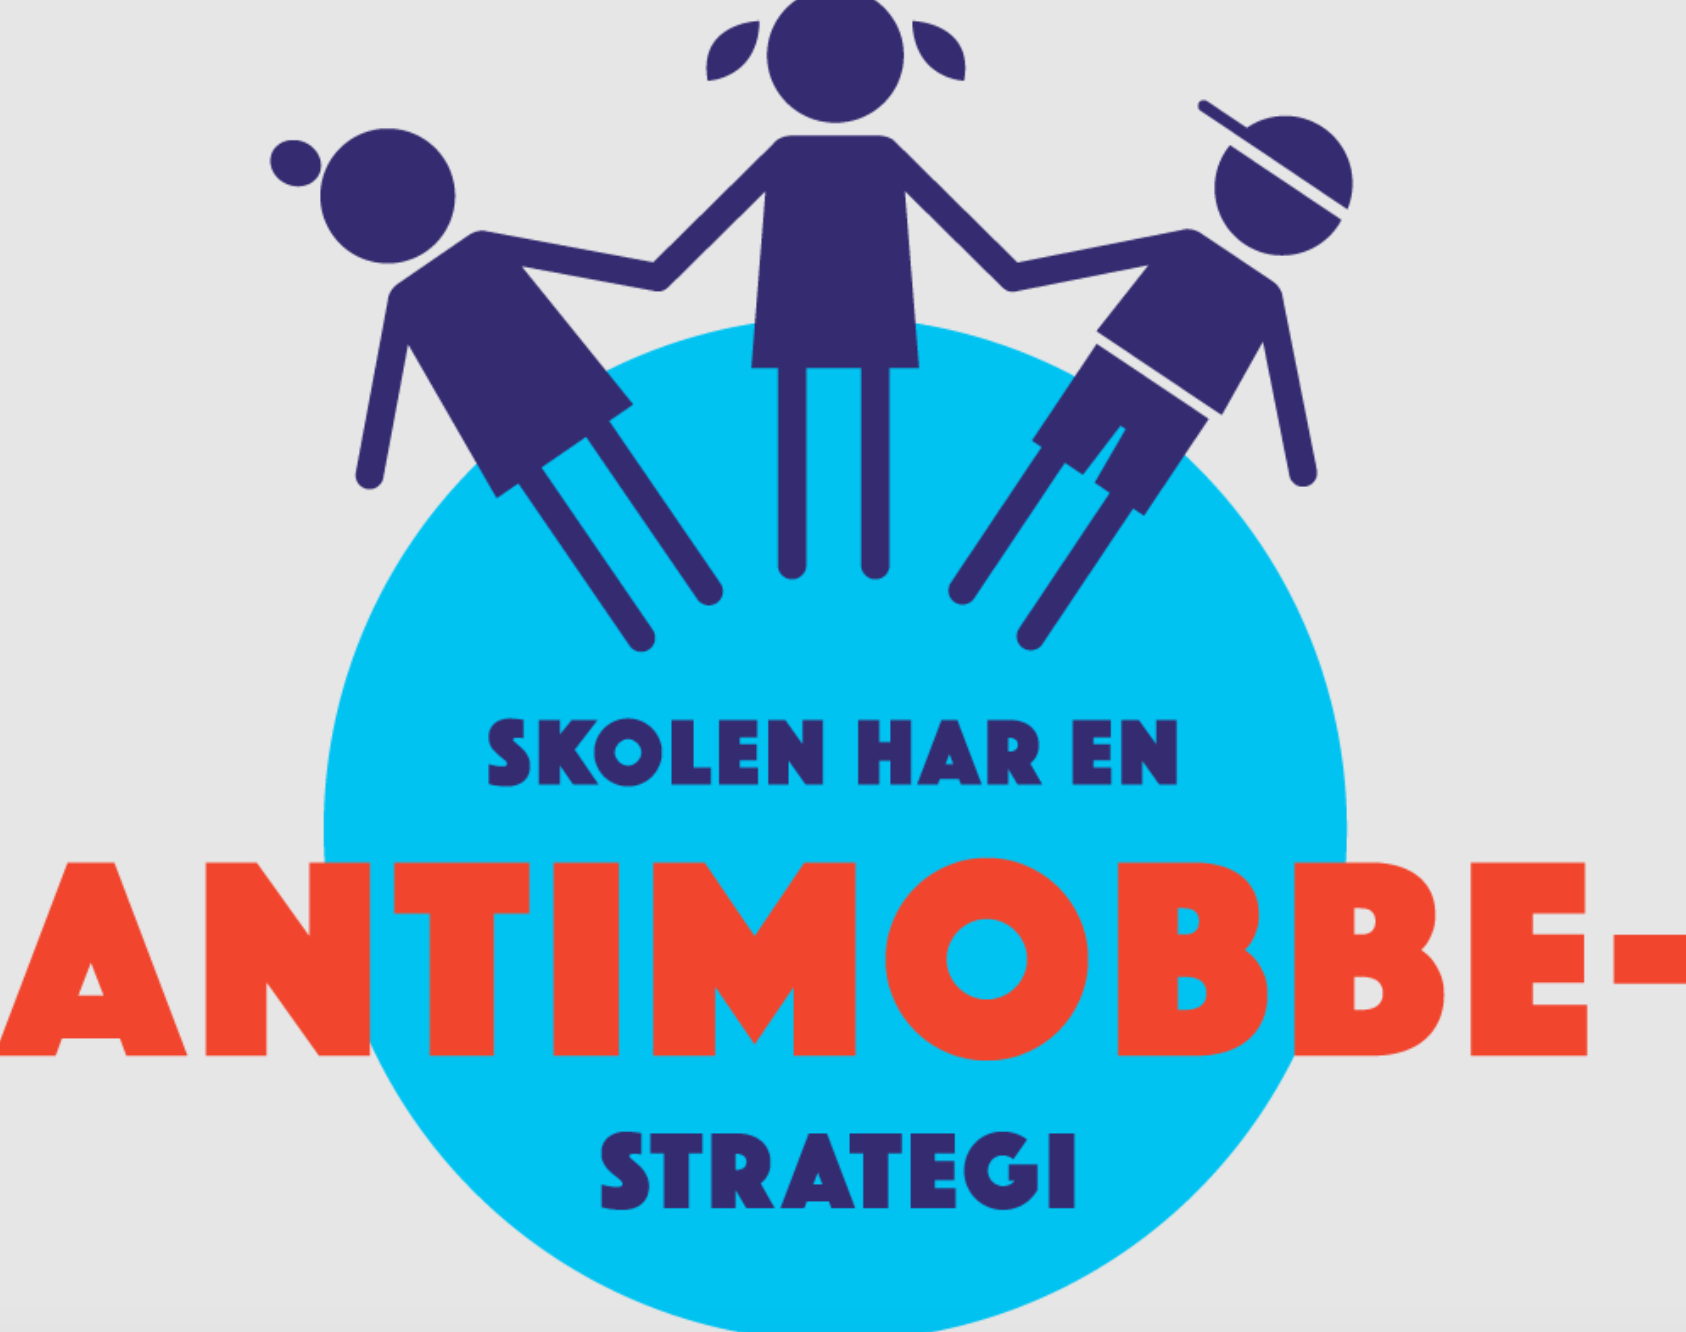 SKOLEN HAR EN
ANTIMOBBE-
STRATEGI